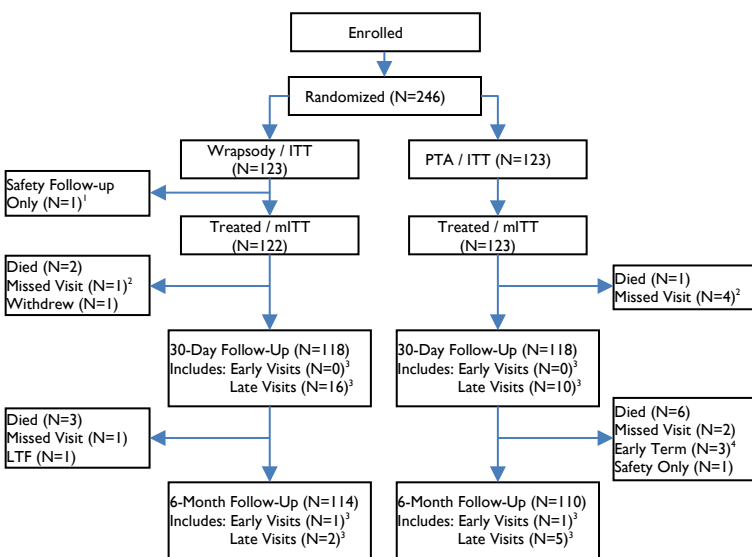 Enrolled
Randomized (N=246)
Wrapsody / ITT
(N=123)
PTA / ITT (N=123)
Safety Follow-up
Only (N=1)¹
Treated / mITT
(N=122)
Treated / mITT
(N=123)
Died (N=2)
Missed Visit (N=1)²
Withdrew (N=1)
Died (N=1)
Missed Visit (N=4)²
30-Day Follow-Up (N=118)
Includes: Early Visits (N=0)³
Late Visits (N=16)³
30-Day Follow-Up (N=118)
Includes: Early Visits (N=0)³
Late Visits (N=10)³
Died (N=3)
Missed Visit (N=1)
LTF (N=1)
Died (N=6)
Missed Visit (N=2)
Early Term (N=3)⁴
Safety Only (N=1)
6-Month Follow-Up (N=114)
Includes: Early Visits (N=1)³
Late Visits (N=2)³
6-Month Follow-Up (N=110)
Includes: Early Visits (N=1)³
Late Visits (N=5)³